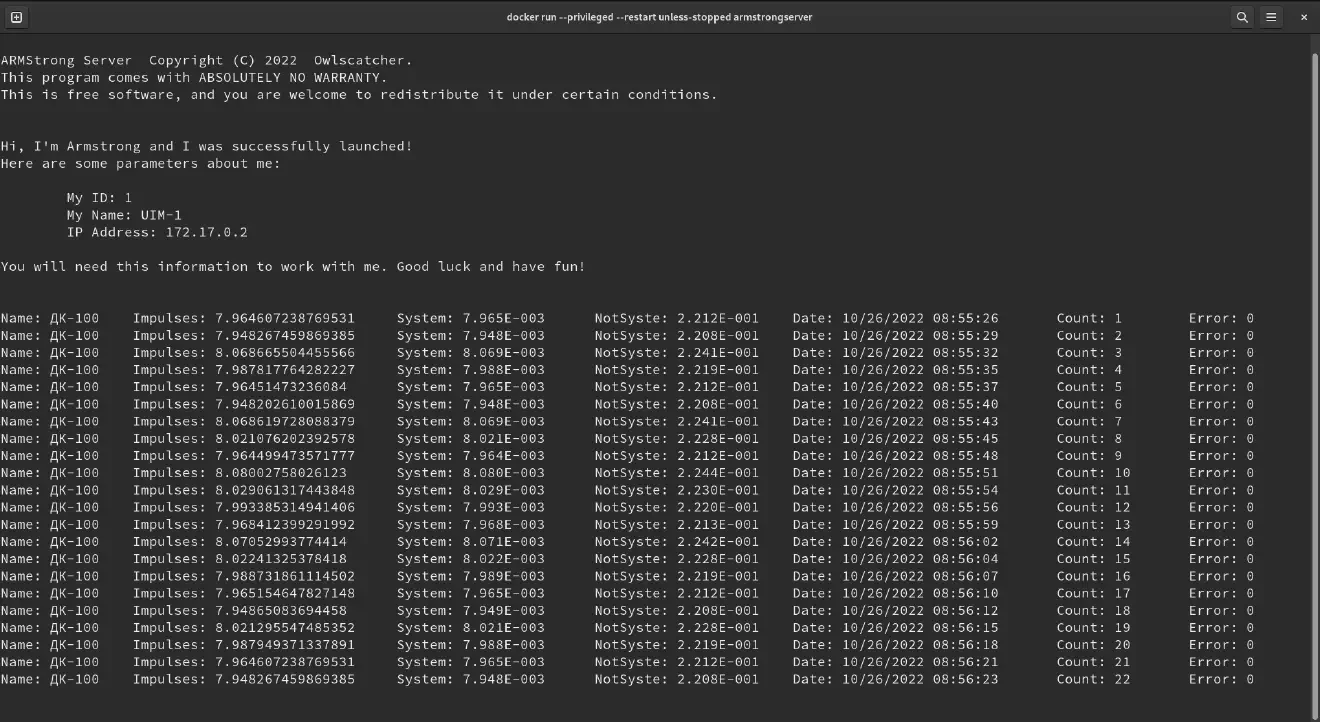 docker run --privileged --restart unless-stopped armstrongserver
ARMStrong Server  Copyright (C) 2022  Owlscatcher.
This program comes with ABSOLUTELY NO WARRANTY.
This is free software, and you are welcome to redistribute it under certain conditions.
Hi, I'm Armstrong and I was successfully launched!
Here are some parameters about me:
My ID: 1
My Name: UIM-1
IP Address: 172.17.0.2
You will need this information to work with me. Good luck and have fun!
Name: ДК-100    Impulses: 7.964607238769531     System: 7.965E-003      NotSyste: 2.212E-001    Date: 10/26/2022 08:55:26       Count: 1        Error: 0
Name: ДК-100    Impulses: 7.948267459869385     System: 7.948E-003      NotSyste: 2.208E-001    Date: 10/26/2022 08:55:29       Count: 2        Error: 0
Name: ДК-100    Impulses: 8.068665504455566     System: 8.069E-003      NotSyste: 2.241E-001    Date: 10/26/2022 08:55:32       Count: 3        Error: 0
Name: ДК-100    Impulses: 7.987817764282227     System: 7.988E-003      NotSyste: 2.219E-001    Date: 10/26/2022 08:55:35       Count: 4        Error: 0
Name: ДК-100    Impulses: 7.96451473236084      System: 7.965E-003      NotSyste: 2.212E-001    Date: 10/26/2022 08:55:37       Count: 5        Error: 0
Name: ДК-100    Impulses: 7.948202610015869     System: 7.948E-003      NotSyste: 2.208E-001    Date: 10/26/2022 08:55:40       Count: 6        Error: 0
Name: ДК-100    Impulses: 8.068619728088379     System: 8.069E-003      NotSyste: 2.241E-001    Date: 10/26/2022 08:55:43       Count: 7        Error: 0
Name: ДК-100    Impulses: 8.021076202392578     System: 8.021E-003      NotSyste: 2.228E-001    Date: 10/26/2022 08:55:45       Count: 8        Error: 0
Name: ДК-100    Impulses: 7.964499473571777     System: 7.964E-003      NotSyste: 2.212E-001    Date: 10/26/2022 08:55:48       Count: 9        Error: 0
Name: ДК-100    Impulses: 8.08002758026123      System: 8.080E-003      NotSyste: 2.244E-001    Date: 10/26/2022 08:55:51       Count: 10       Error: 0
Name: ДК-100    Impulses: 8.029061317443848     System: 8.029E-003      NotSyste: 2.230E-001    Date: 10/26/2022 08:55:54       Count: 11       Error: 0
Name: ДК-100    Impulses: 7.993385314941406     System: 7.993E-003      NotSyste: 2.220E-001    Date: 10/26/2022 08:55:56       Count: 12       Error: 0
Name: ДК-100    Impulses: 7.968412399291992     System: 7.968E-003      NotSyste: 2.213E-001    Date: 10/26/2022 08:55:59       Count: 13       Error: 0
Name: ДК-100    Impulses: 8.07052993774414      System: 8.071E-003      NotSyste: 2.242E-001    Date: 10/26/2022 08:56:02       Count: 14       Error: 0
Name: ДК-100    Impulses: 8.02241325378418      System: 8.022E-003      NotSyste: 2.228E-001    Date: 10/26/2022 08:56:04       Count: 15       Error: 0
Name: ДК-100    Impulses: 7.988731861114502     System: 7.989E-003      NotSyste: 2.219E-001    Date: 10/26/2022 08:56:07       Count: 16       Error: 0
Name: ДК-100    Impulses: 7.965154647827148     System: 7.965E-003      NotSyste: 2.212E-001    Date: 10/26/2022 08:56:10       Count: 17       Error: 0
Name: ДК-100    Impulses: 7.94865083694458      System: 7.949E-003      NotSyste: 2.208E-001    Date: 10/26/2022 08:56:12       Count: 18       Error: 0
Name: ДК-100    Impulses: 8.021295547485352     System: 8.021E-003      NotSyste: 2.228E-001    Date: 10/26/2022 08:56:15       Count: 19       Error: 0
Name: ДК-100    Impulses: 7.987949371337891     System: 7.988E-003      NotSyste: 2.219E-001    Date: 10/26/2022 08:56:18       Count: 20       Error: 0
Name: ДК-100    Impulses: 7.964607238769531     System: 7.965E-003      NotSyste: 2.212E-001    Date: 10/26/2022 08:56:21       Count: 21       Error: 0
Name: ДК-100    Impulses: 7.948267459869385     System: 7.948E-003      NotSyste: 2.208E-001    Date: 10/26/2022 08:56:23       Count: 22       Error: 0